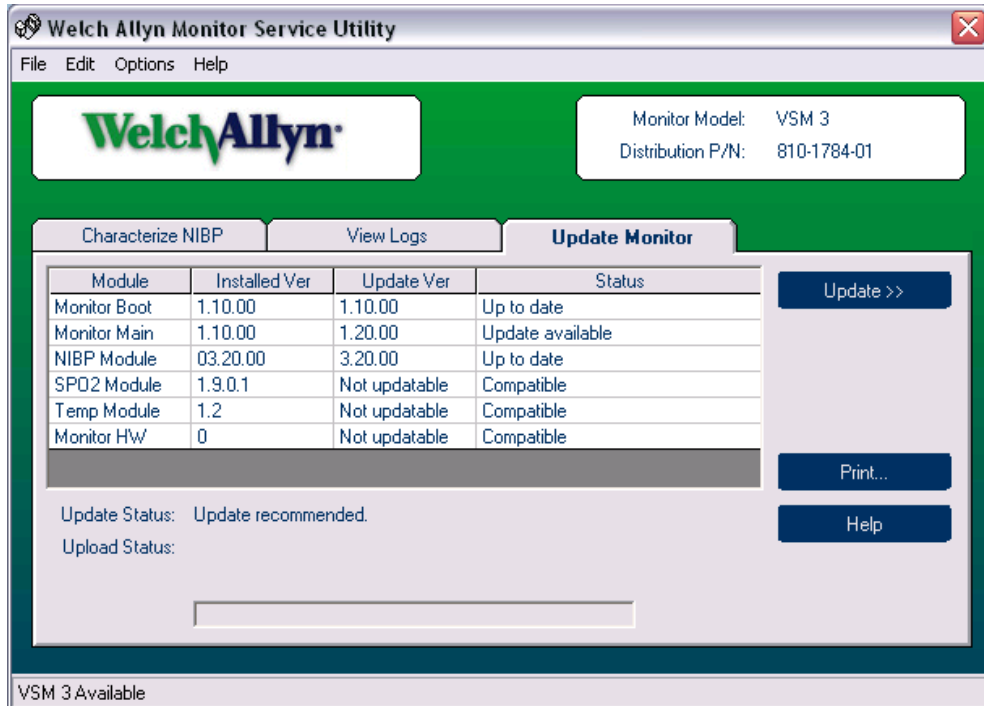 Welch Allyn Monitor Service Utility
File Edit Options Help
WelchAllyn
Monitor Model: VSM 3
Distribution P/N: 810-1784-01
Characterize NIBP View Logs Update Monitor
Module Installed Ver Update Ver Status
Monitor Boot 1.10.00 1.10.00 Up to date
Monitor Main 1.10.00 1.20.00 Update available
NIBP Module 03.20.00 3.20.00 Up to date
SPO2 Module 1.9.0.1 Not updatable Compatible
Temp Module 1.2 Not updatable Compatible
Monitor HW 0 Not updatable Compatible
Update >>
Print...
Help
Update Status: Update recommended.
Upload Status:
VSM 3 Available